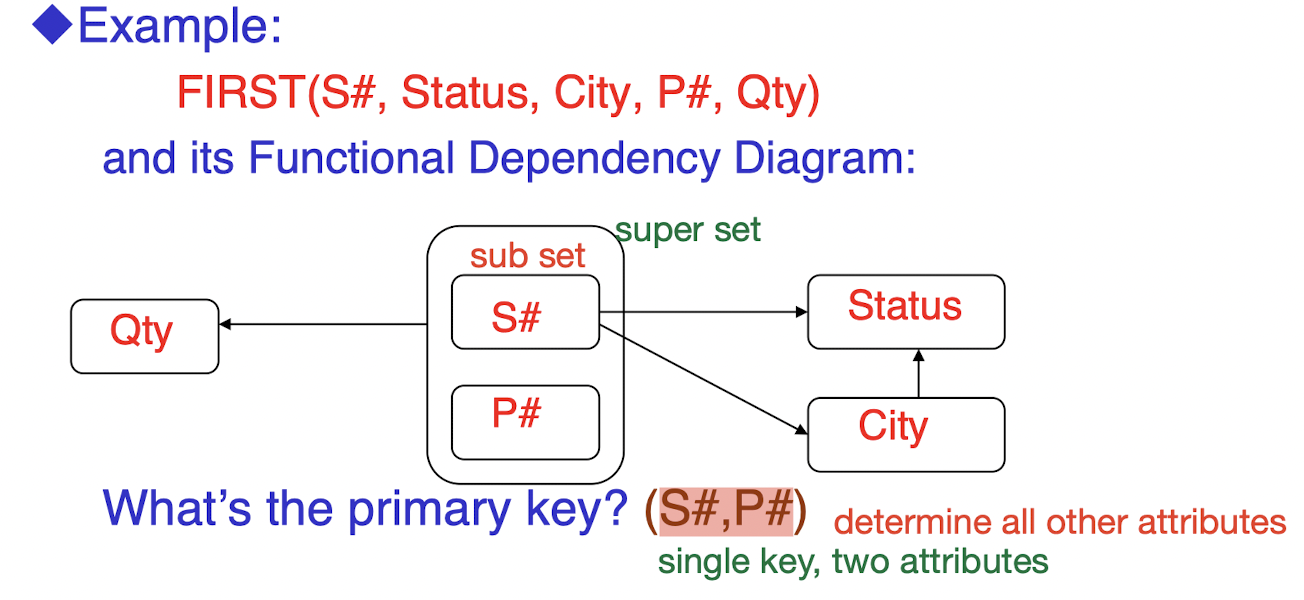 ◆Example:
FIRST(S#, Status, City, P#, Qty)
and its Functional Dependency Diagram:
super set
sub set
S#
Status
Qty
P#
City
What's the primary key? (S#,P#) determine all other attributes
single key, two attributes